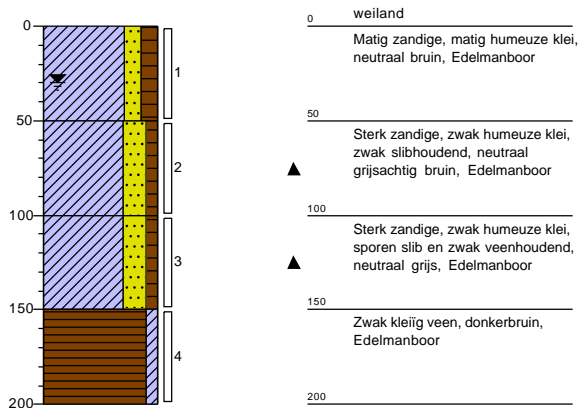 0
50
100
150
200
1
2
3
4
0
weiland
Matig zandige, matig humeuze klei,
neutraal bruin, Edelmanboor
50
Sterk zandige, zwak humeuze klei,
zwak slibhoudend, neutraal
grijsachtig bruin, Edelmanboor
100
Sterk zandige, zwak humeuze klei,
sporen slib en zwak veenhoudend,
neutraal grijs, Edelmanboor
150
Zwak kleiïg veen, donkerbruin,
Edelmanboor
200